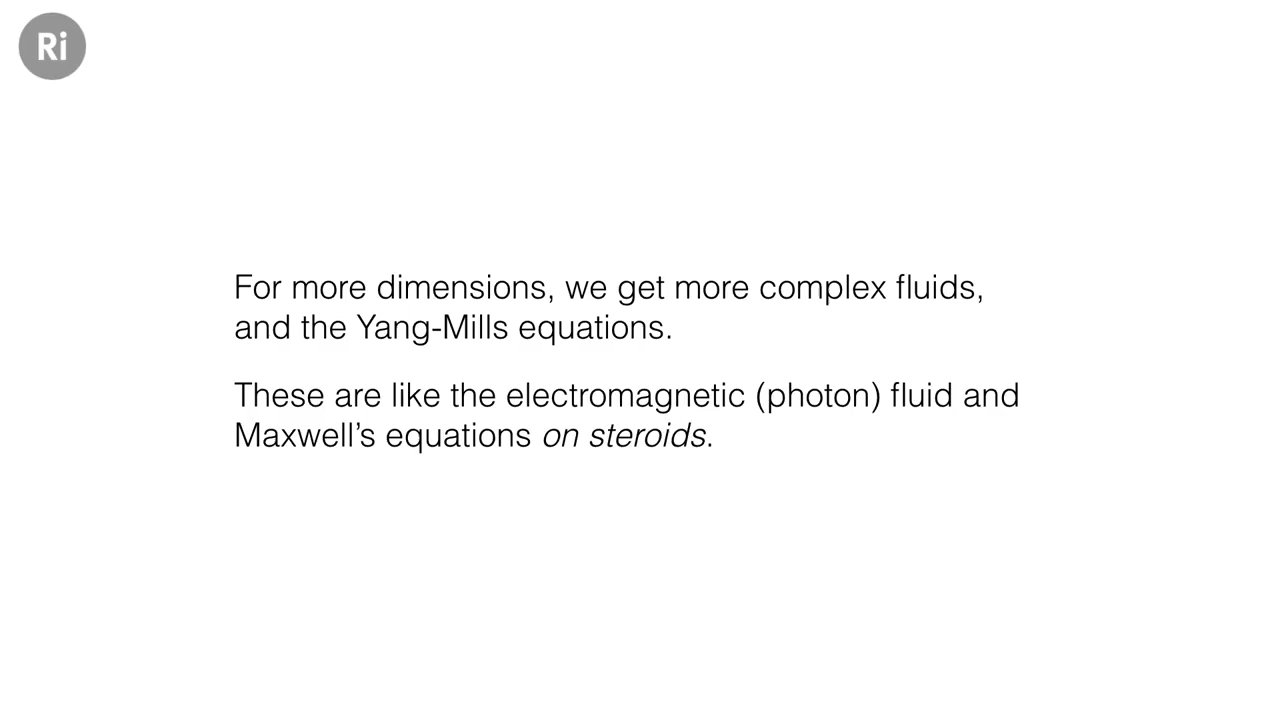 Ri
For more dimensions, we get more complex fluids,
and the Yang-Mills equations.
These are like the electromagnetic (photon) fluid and
Maxwell’s equations on steroids.